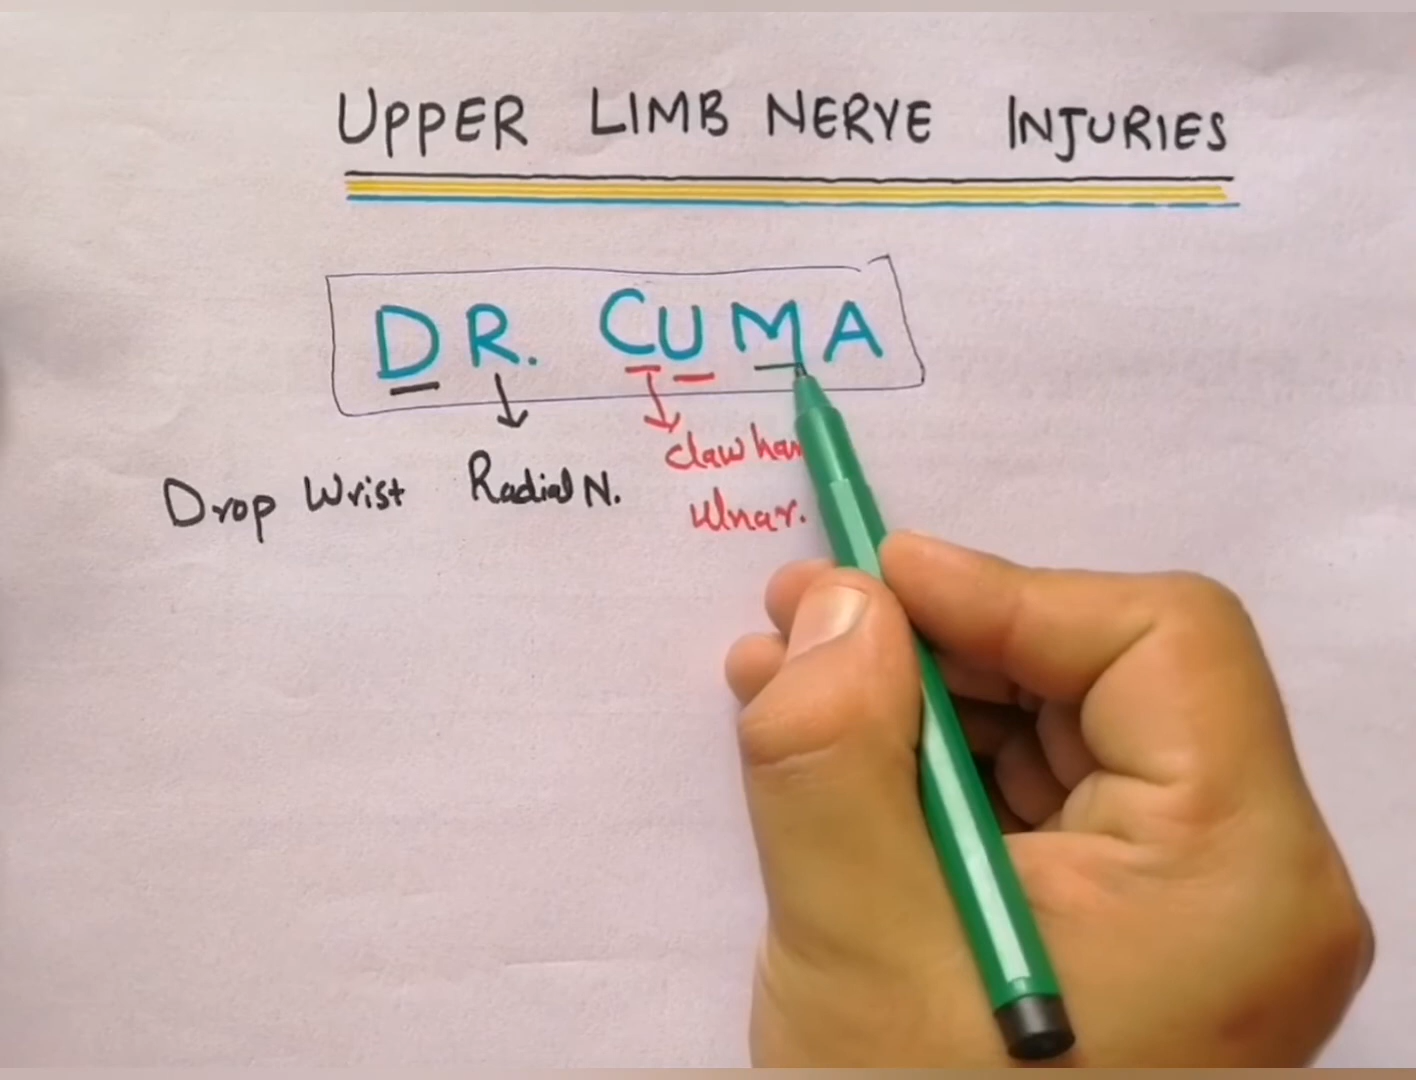 UPPER LIMB NERVE INJURIES
DR. CUMA
Drop Wrist Radial N.
Claw
Ulnar.